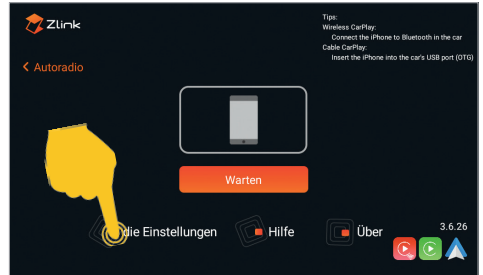 Zlink
Tips:
Wireless CarPlay:
Connect the iPhone to Bluetooth in the car
Cable CarPlay:
Insert the iPhone into the car's USB port (OTG)
Autoradio
Warten
die Einstellungen
Hilfe
Über
3.6.26